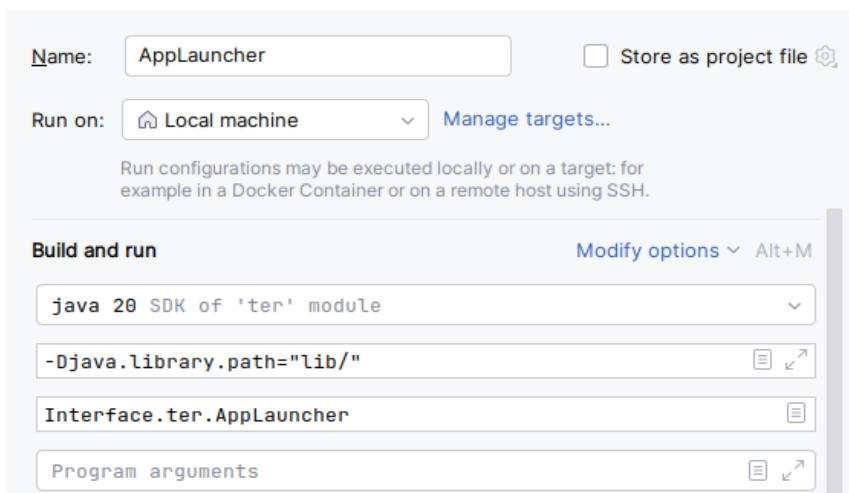 Name: AppLauncher Store as project file
Run on: Local machine Manage targets...
Run configurations may be executed locally or on a target: for
example in a Docker Container or on a remote host using SSH.
Build and run Modify options Alt+M
java 20 SDK of 'ter' module
-Djava.library.path="lib/"
Interface.ter.AppLauncher
Program arguments